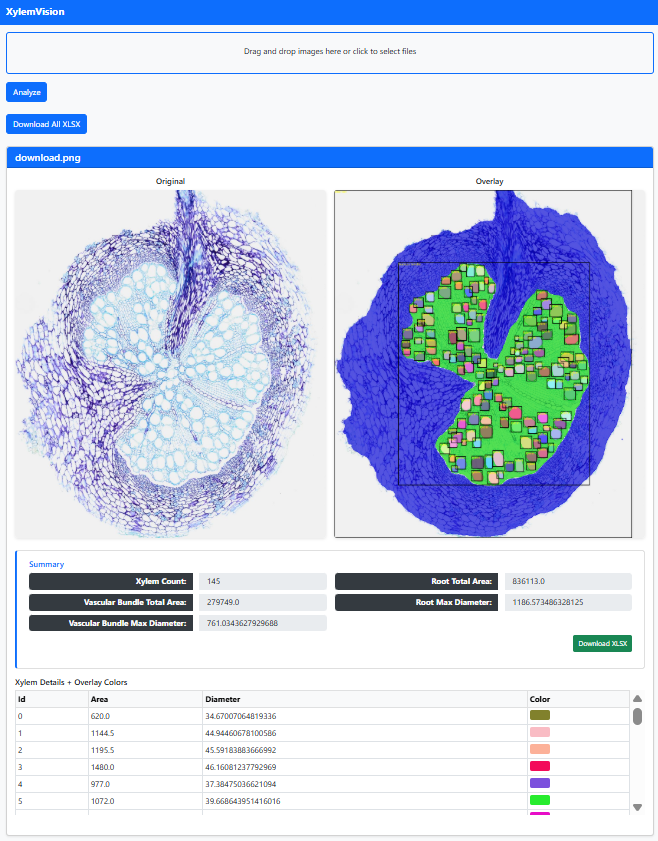 XylemVision
Drag and drop images here or click to select files
Analyze
Download All XLSX
download.png
Original Overlay
Summary
Xylem Count: 145 Root Total Area: 836113.0
Vascular Bundle Total Area: 279749.0 Root Max Diameter: 1186.573486328125
Vascular Bundle Max Diameter: 761.0343627929688
Download XLSX
Xylem Details + Overlay Colors
Id Area Diameter Color
0 620.0 34.67007064819336
1 1144.5 44.94460678100586
2 1195.5 45.59183883666992
3 1480.0 46.16081237792969
4 977.0 37.38475036621094
5 1072.0 39.668643951416016